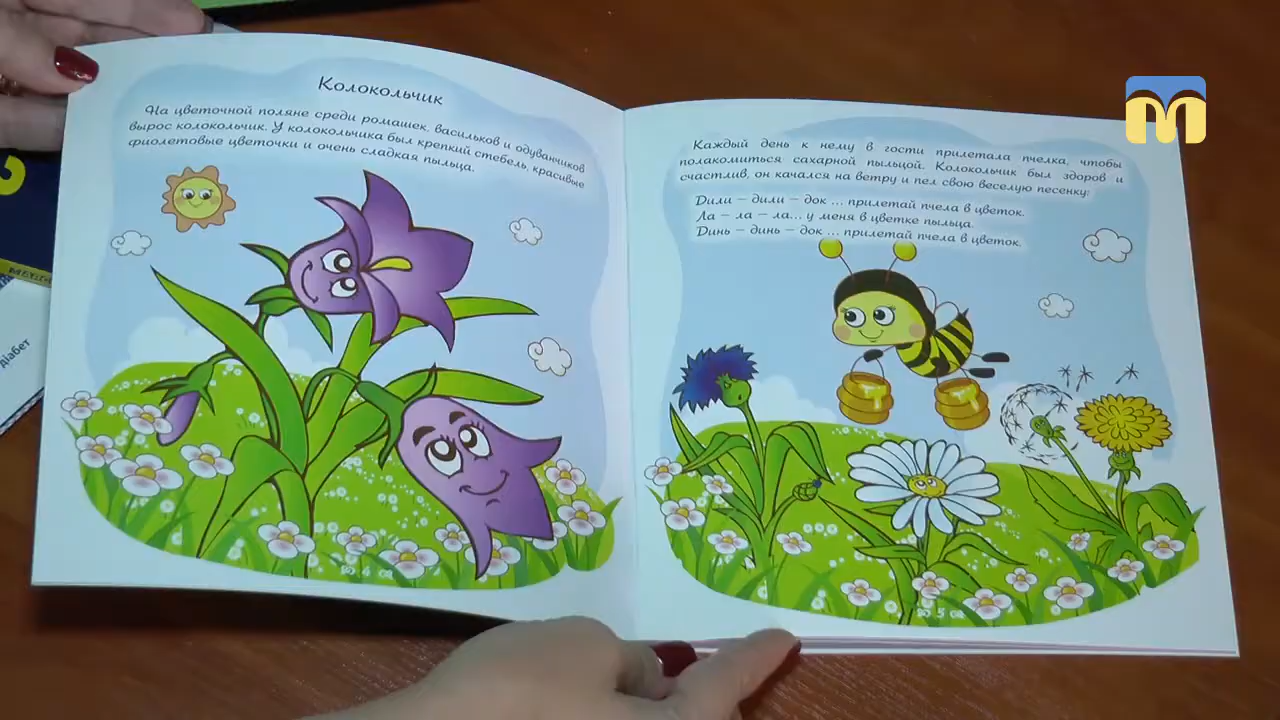 Колокольчик
На цветочной поляне среди ромашек, васильков и одуванчиков
вырос колокольчик. У колокольчика был крепкий стебель, красивые
фиолетовые цветочки и очень сладкая пыльца.
4
Каждый день к нему в гости прилетала пчелка, чтобы
полакомиться сахарной пыльцой. Колокольчик был здоров и
счастлив, он качался на ветру и пел свою веселую песенку:
Дили – дили – док ... прилетай пчела в цветок.
Ла – ла – ла... у меня в цветке пыльца.
Динь – динь – док ... прилетай пчела в цветок.
5
діабет